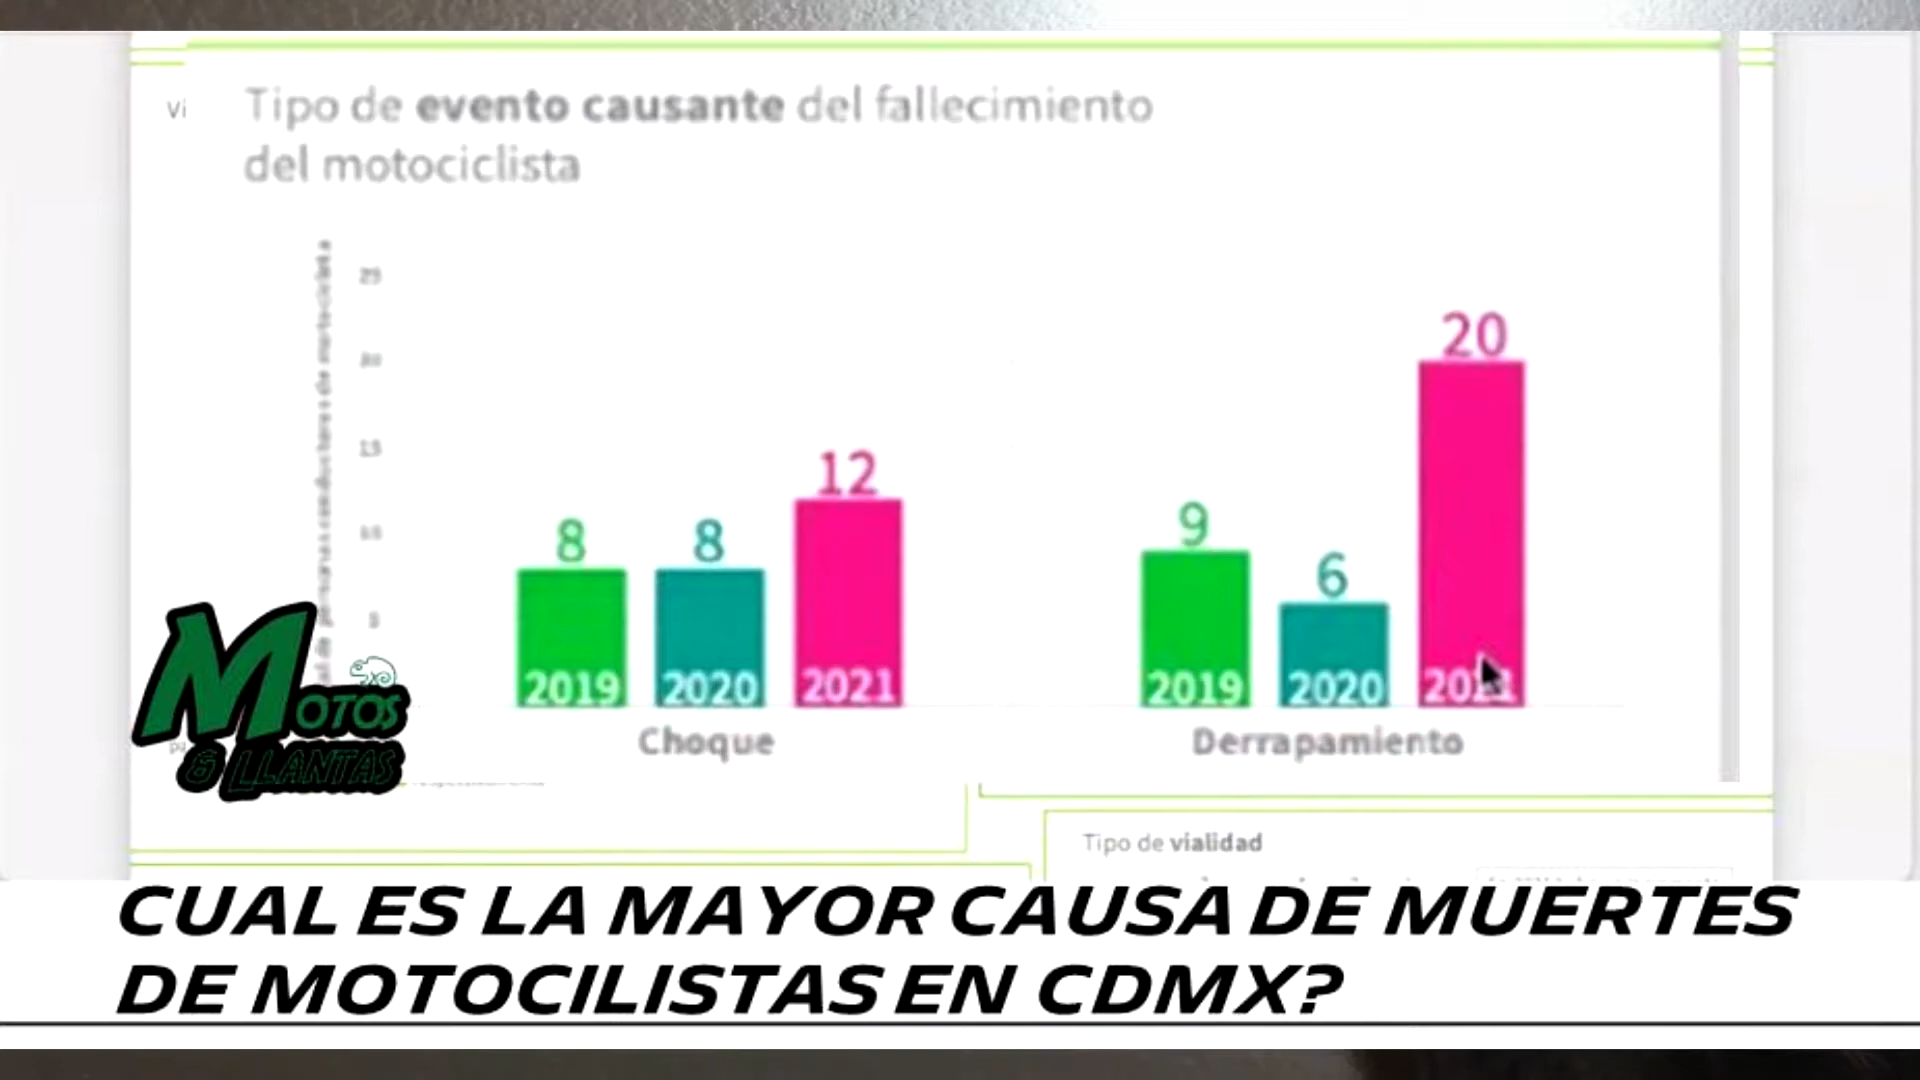 Vi
Tipo de evento causante del fallecimiento
del motociclista
25
20
15
10
5
8
8
12
9
6
20
2019
2020
2021
2019
2020
2021
Choque
Derrapamiento
MOTOS
& LLANTAS
Tipo de vialidad
CUAL ES LA MAYOR CAUSA DE MUERTES
DE MOTOCILISTAS EN CDMX?